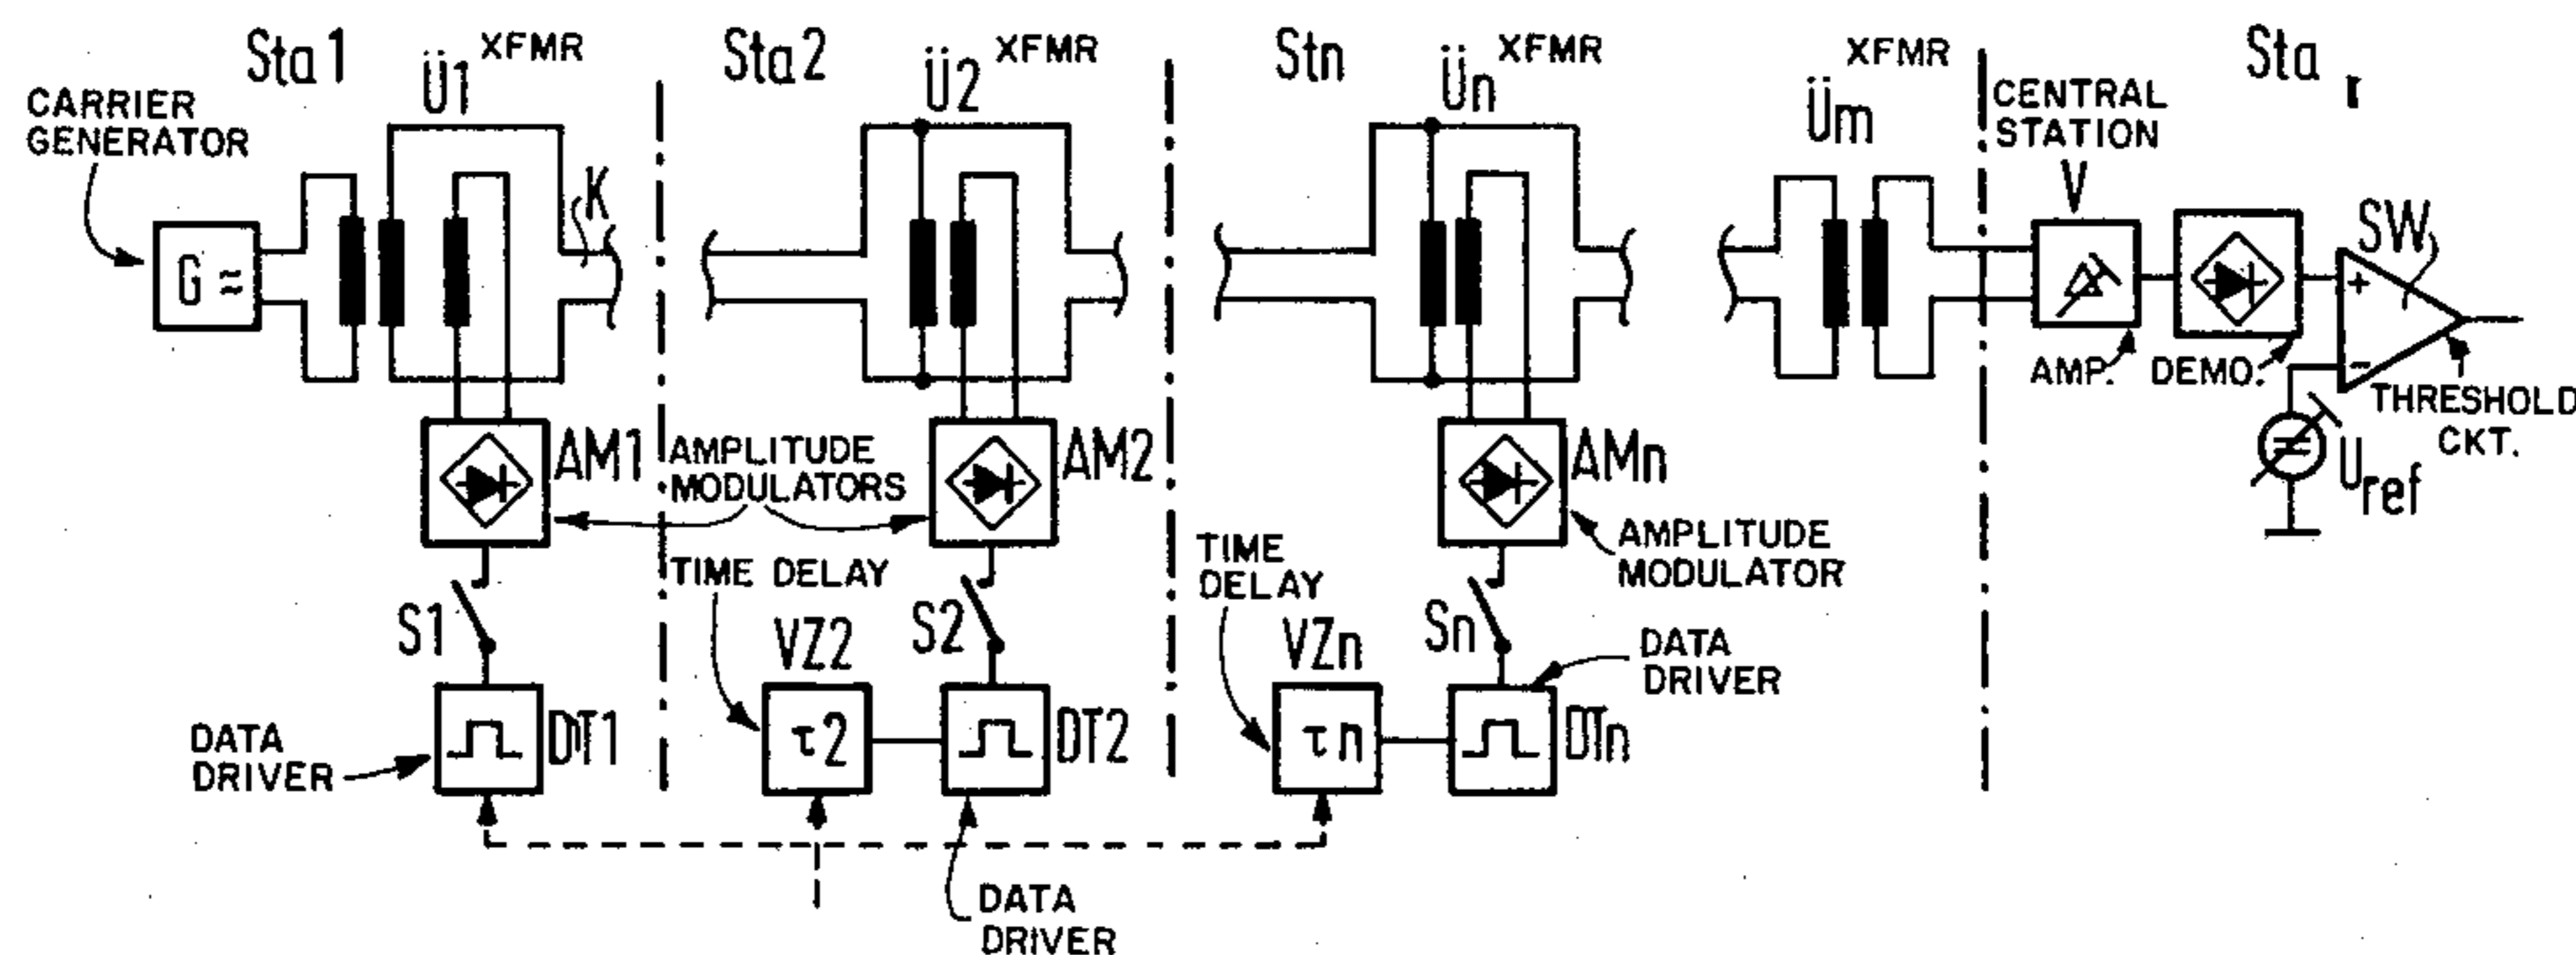 Sta1
Ü1 XFMR
Sta2
Ü2 XFMR
Stn
Ün XFMR
XFMR
Üm
Sta r
CARRIER
GENERATOR
CENTRAL
STATION
V
K
G ≈
SW
+
-
AMP.
DEMO.
THRESHOLD
CKT.
Uref
AM1
AMPLITUDE
MODULATORS
AM2
AMn
AMPLITUDE
MODULATOR
TIME DELAY
TIME
DELAY
S1
VZ2
S2
VZn
Sn
DATA
DRIVER
DATA
DRIVER
DT1
τ2
DT2
τn
DTn
DATA
DRIVER